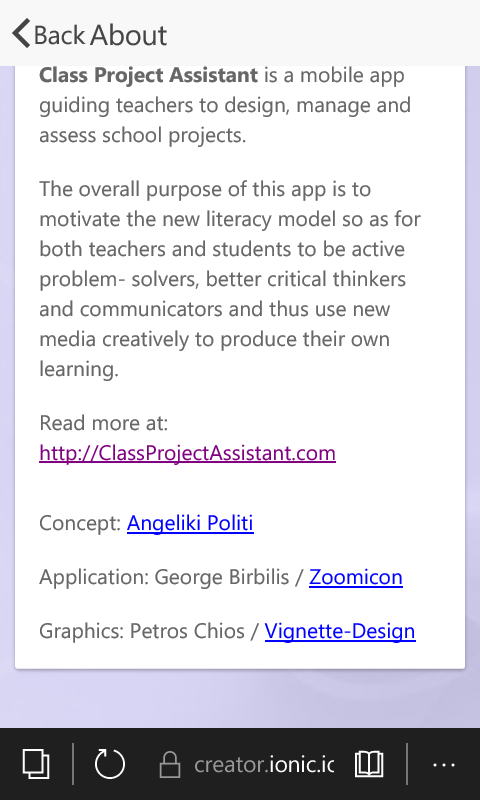 Back About
Class Project Assistant is a mobile app
guiding teachers to design, manage and
assess school projects.
The overall purpose of this app is to
motivate the new literacy model so as for
both teachers and students to be active
problem- solvers, better critical thinkers
and communicators and thus use new
media creatively to produce their own
learning.
Read more at:
http://ClassProjectAssistant.com
Concept: Angeliki Politi
Application: George Birbilis / Zoomicon
Graphics: Petros Chios / Vignette-Design
creator.ionic.ic